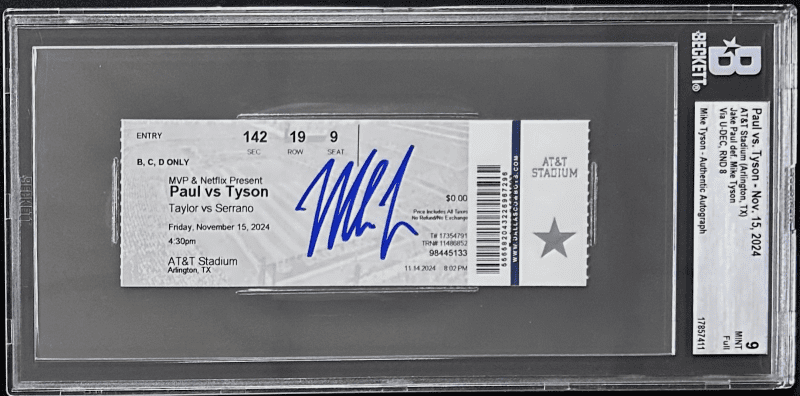 ENTRY
142 19 9
SEC ROW SEAT
B, C, D ONLY
MVP & Netflix Present
Paul vs Tyson
Taylor vs Serrano
Friday, November 15, 2024
4:30pm
AT&T Stadium
Arlington, TX
$0.00
Price Includes All Taxes
No Refund/No Exchange
T# 17354791
TRN# 11486852
98445133
11.14.2024 8:02 PM
AT&T
STADIUM
BECKETT®
B
Paul vs. Tyson - Nov. 15, 2024
AT&T Stadium (Arlington, TX)
Jake Paul def. Mike Tyson
Via U-DEC, RND 8
Mike Tyson - Authentic Autograph
9
MINT
Full
17857411
BECKETT